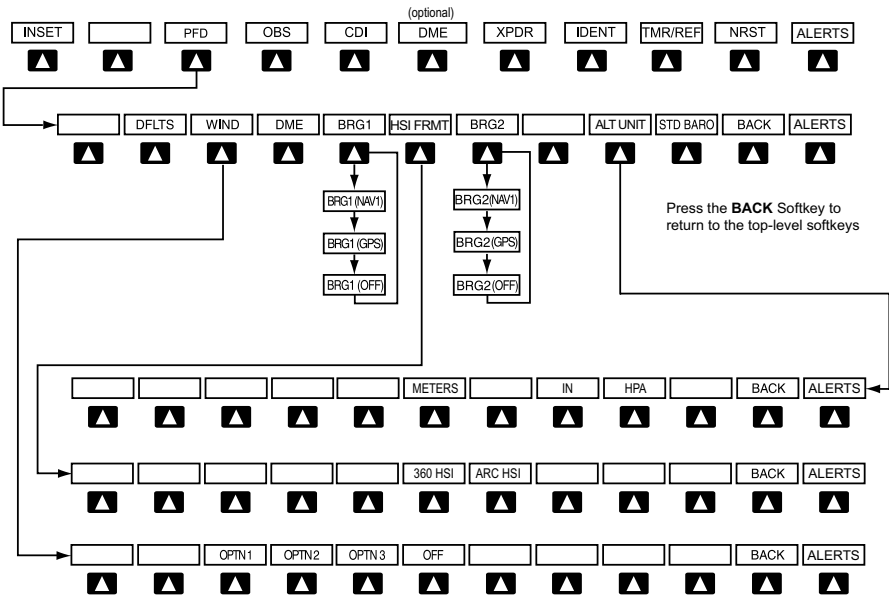 (optional)
INSET PFD OBS CDI DME XPDR IDENT TMR/REF NRST ALERTS
DFLTS WIND DME BRG1 HSI FRMT BRG2 ALT UNIT STD BARO BACK ALERTS
BRG1 (NAV1) BRG2(NAV1)
BRG1 (GPS) BRG2(GPS)
BRG1 (OFF) BRG2(OFF)
Press the BACK Softkey to
return to the top-level softkeys
METERS IN HPA BACK ALERTS
360 HSI ARC HSI BACK ALERTS
OPTN 1 OPTN 2 OPTN 3 OFF BACK ALERTS